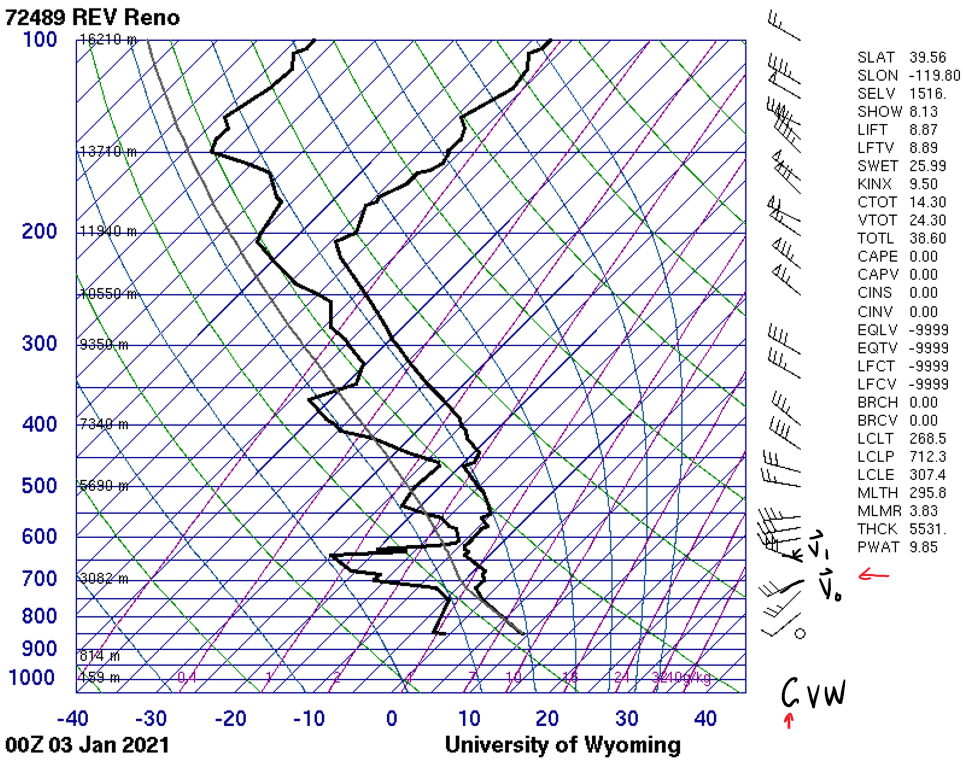 72489 REV Reno
100 16210 m
13710 m
200 11940 m
10550 m
300 9350 m
400 7340 m
500 5690 m
600
700 3082 m
800
900
814 m
1000 159 m 0.4 1 2 4 7 10 16 24 32 40g/kg
-40 -30 -20 -10 0 10 20 30 40
00Z 03 Jan 2021 University of Wyoming
SLAT 39.56
SLON -119.80
SELV 1516.
SHOW 8.13
LIFT 8.87
LFTV 8.89
SWET 25.99
KINX 9.50
CTOT 14.30
VTOT 24.30
TOTL 38.60
CAPE 0.00
CAPV 0.00
CINS 0.00
CINV 0.00
EQLV -9999
EQTV -9999
LFCT -9999
LFCV -9999
BRCH 0.00
BRCV 0.00
LCLT 268.5
LCLP 712.3
LCLE 307.4
MLTH 295.8
MLMR 3.83
THCK 5531.
PWAT 9.85
V₁
V₀
GVW